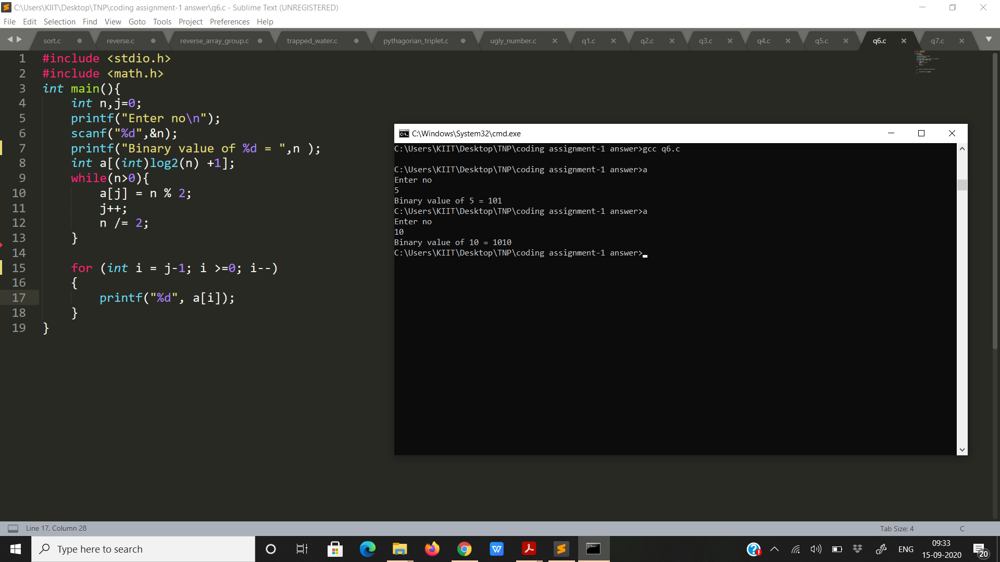 C:\Users\KIIT\Desktop\TNP\coding assignment-1 answer\q6.c - Sublime Text (UNREGISTERED)
File Edit Selection Find View Goto Tools Project Preferences Help
sort.c reverse.c reverse_array_group.c trapped_water.c pythagorian_triplet.c ugly_number.c q1.c q2.c q3.c q4.c q5.c q6.c q7.c
1 #include <stdio.h>
2 #include <math.h>
3 int main(){
4     int n,j=0;
5     printf("Enter no\n");
6     scanf("%d",&n);
7     printf("Binary value of %d = ",n );
8     int a[(int)log2(n) +1];
9     while(n>0){
10         a[j] = n % 2;
11         j++;
12         n /= 2;
13     }
14
15     for (int i = j-1; i >=0; i--)
16     {
17         printf("%d", a[i]);
18     }
19 }
C:\Windows\System32\cmd.exe
C:\Users\KIIT\Desktop\TNP\coding assignment-1 answer>gcc q6.c
C:\Users\KIIT\Desktop\TNP\coding assignment-1 answer>a
Enter no
5
Binary value of 5 = 101
C:\Users\KIIT\Desktop\TNP\coding assignment-1 answer>a
Enter no
10
Binary value of 10 = 1010
C:\Users\KIIT\Desktop\TNP\coding assignment-1 answer>
Line 17, Column 28 Tab Size: 4 C
Type here to search
ENG
09:33
15-09-2020
20